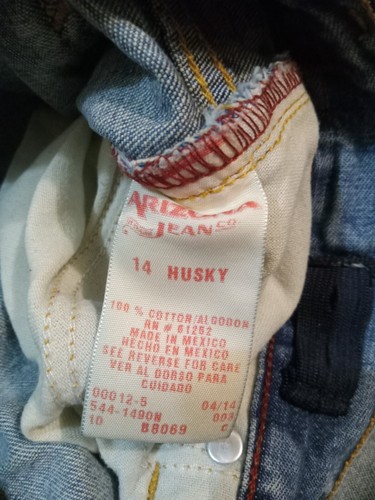 ARIZONA
JEAN CO
14 HUSKY
100 % COTTON/ALGODON
RN # 61252
MADE IN MEXICO
HECHO EN MEXICO
SEE REVERSE FOR CARE
VER AL DORSO PARA
CUIDADO
00012-5 04/14
544-1490N 003
10 B8069 C